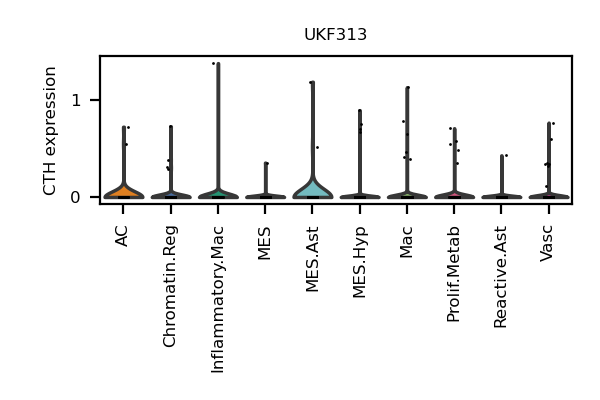 UKF313
CTH expression
1
0
AC
Chromatin.Reg
Inflammatory.Mac
MES
MES.Ast
MES.Hyp
Mac
Prolif.Metab
Reactive.Ast
Vasc